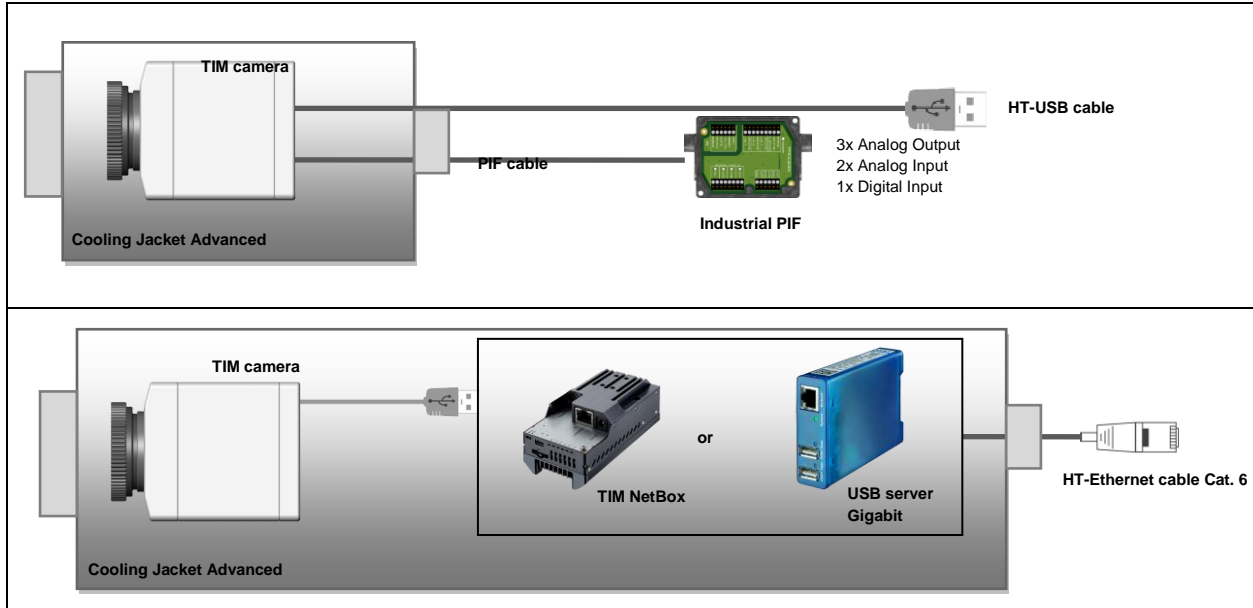 TIM camera
HT-USB cable
3x Analog Output
2x Analog Input
1x Digital Input
PIF cable
Industrial PIF
Cooling Jacket Advanced
TIM camera
or
TIM NetBox
USB server
Gigabit
HT-Ethernet cable Cat. 6
Cooling Jacket Advanced